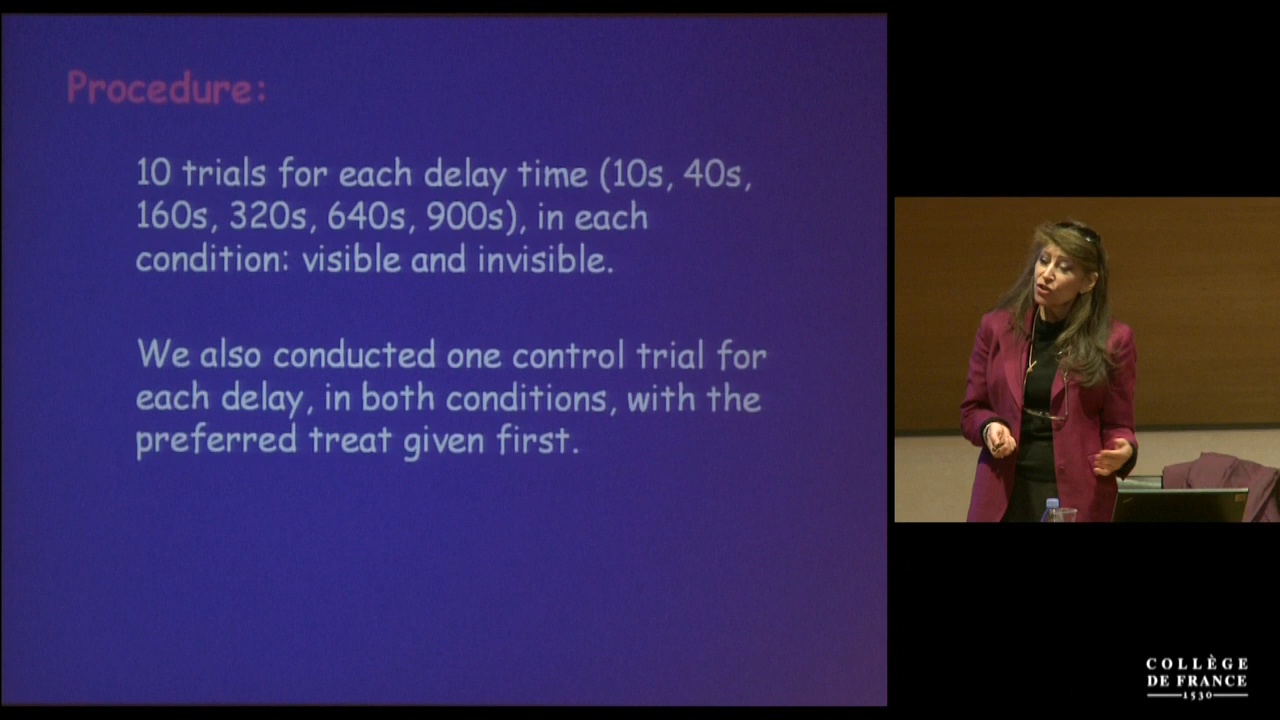 Procedure:
10 trials for each delay time (10s, 40s,
160s, 320s, 640s, 900s), in each
condition: visible and invisible.
We also conducted one control trial for
each delay, in both conditions, with the
preferred treat given first.
COLLÈGE
DE FRANCE
1530